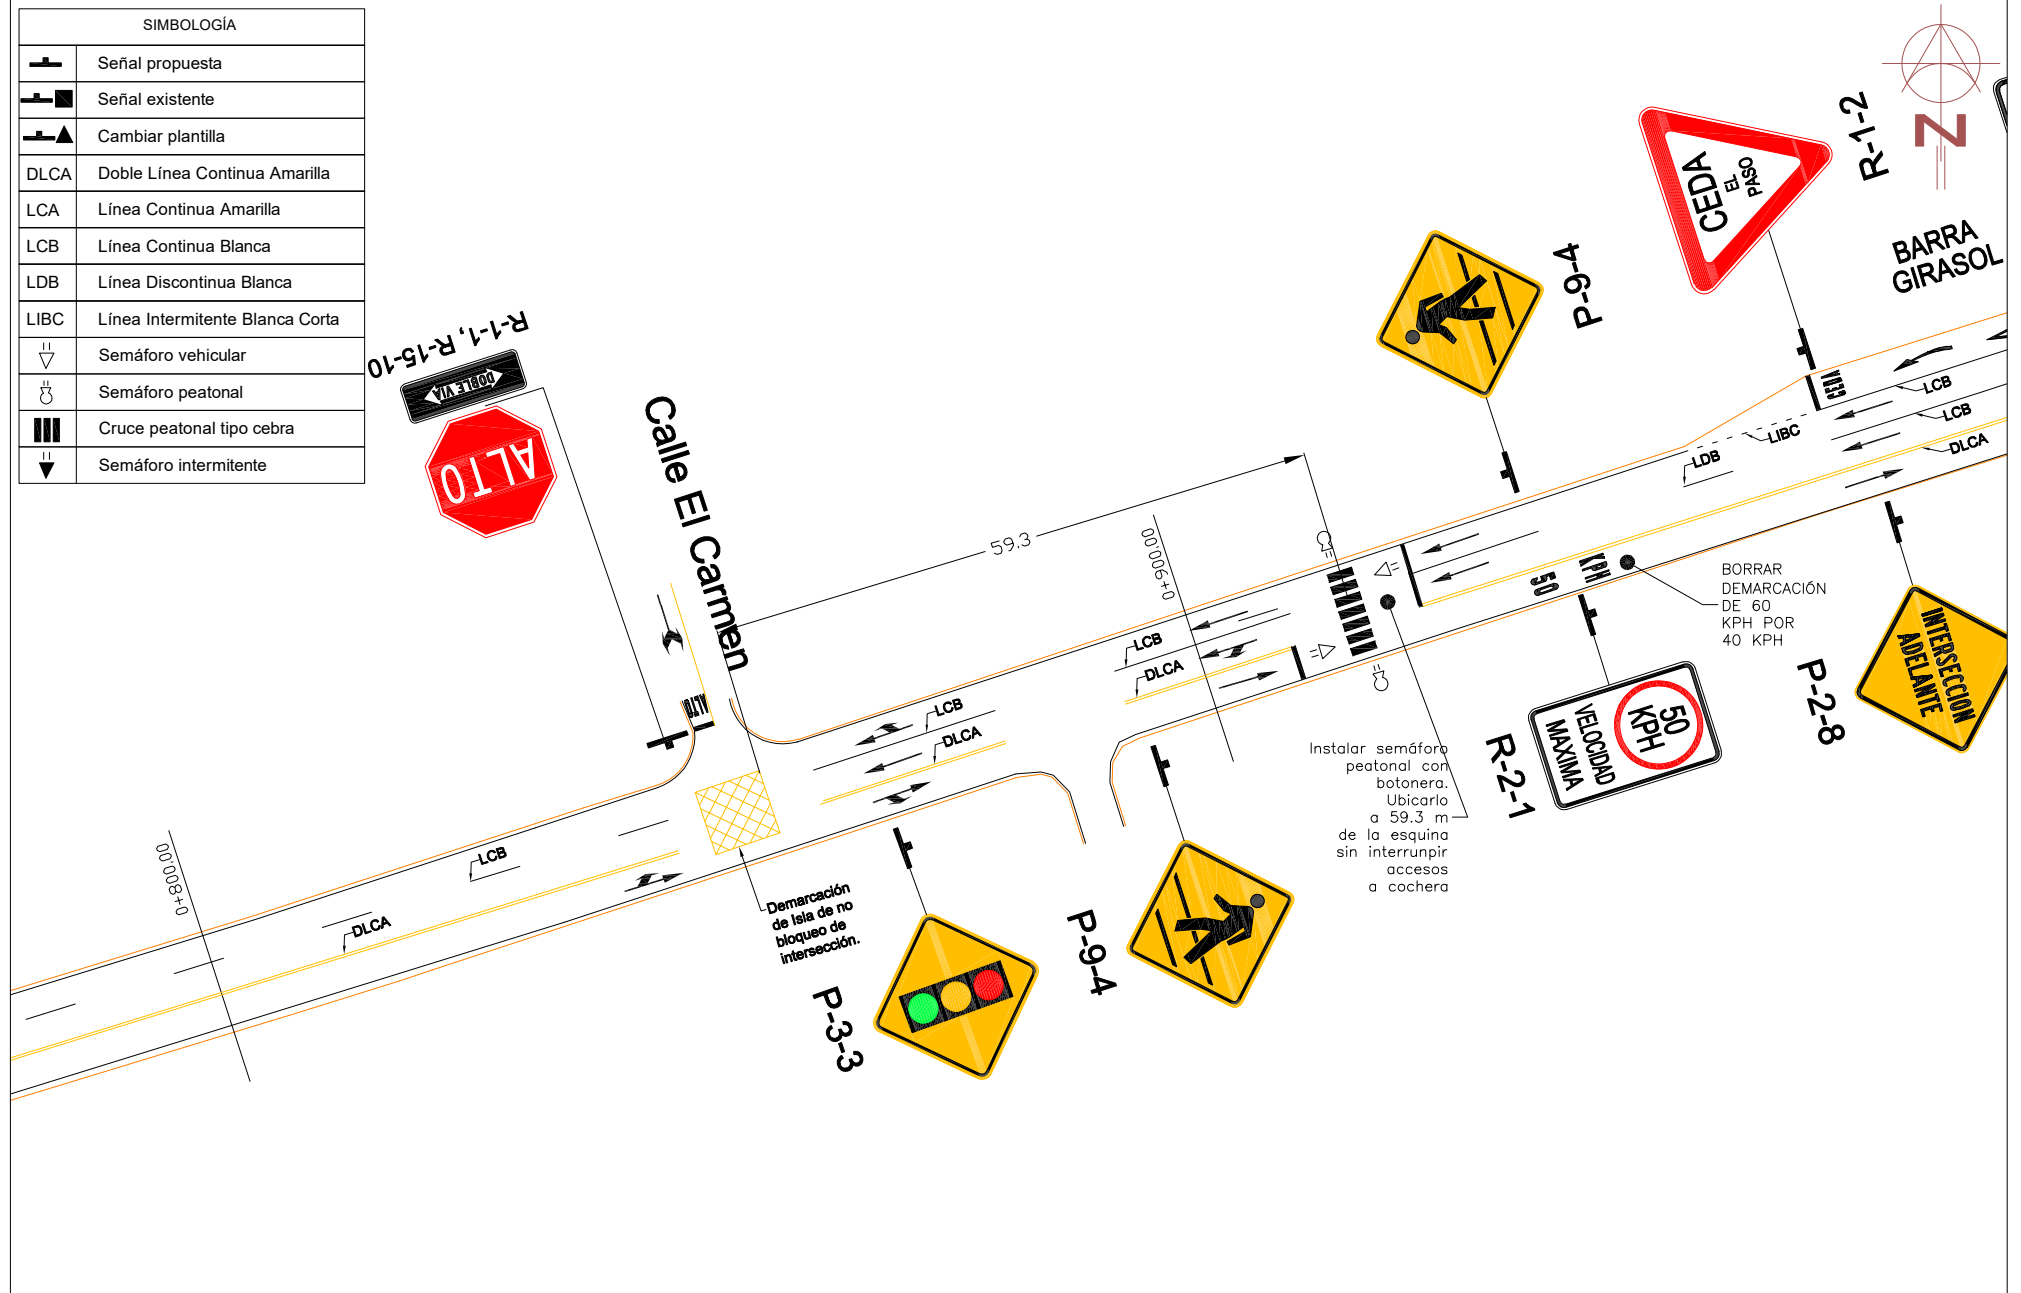 SIMBOLOGÍA
Señal propuesta
Señal existente
Cambiar plantilla
DLCA Doble Línea Continua Amarilla
LCA Línea Continua Amarilla
LCB Línea Continua Blanca
LDB Línea Discontinua Blanca
LIBC Línea Intermitente Blanca Corta
Semáforo vehicular
Semáforo peatonal
Cruce peatonal tipo cebra
Semáforo intermitente
R-1-1, R-15-10
DOBLE VIA
ALTO
Calle El Carmen
ALTO
59.3
0+900.00
0+800.00
LCB
DLCA
LCB
DLCA
LCB
DLCA
Demarcación
de Isla de no
bloqueo de
intersección.
P-3-3
P-9-4
Instalar semáforo
peatonal con
botonera.
Ubicarlo
a 59.3 m
de la esquina
sin interrunpir
accesos
a cochera
P-9-4
CEDA
EL
PASO
R-1-2
N
BARRA
GIRASOL
CEDA
LCB
LCB
DLCA
LIBC
LDB
50
KPH
BORRAR
DEMARCACIÓN
DE 60
KPH POR
40 KPH
R-2-1
VELOCIDAD
MAXIMA
50
KPH
P-2-8
INTERSECCION
ADELANTE